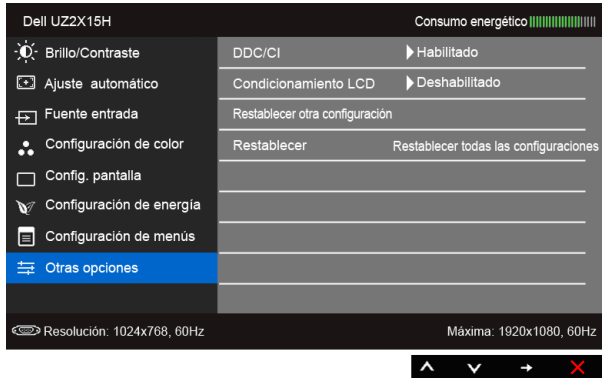 Dell UZ2X15H Consumo energético
Brillo/Contraste DDC/CI Habilitado
Ajuste automático Condicionamiento LCD Deshabilitado
Fuente entrada Restablecer otra configuración
Configuración de color Restablecer Restablecer todas las configuraciones
Config. pantalla
Configuración de energía
Configuración de menús
Otras opciones
Resolución: 1024x768, 60Hz Máxima: 1920x1080, 60Hz